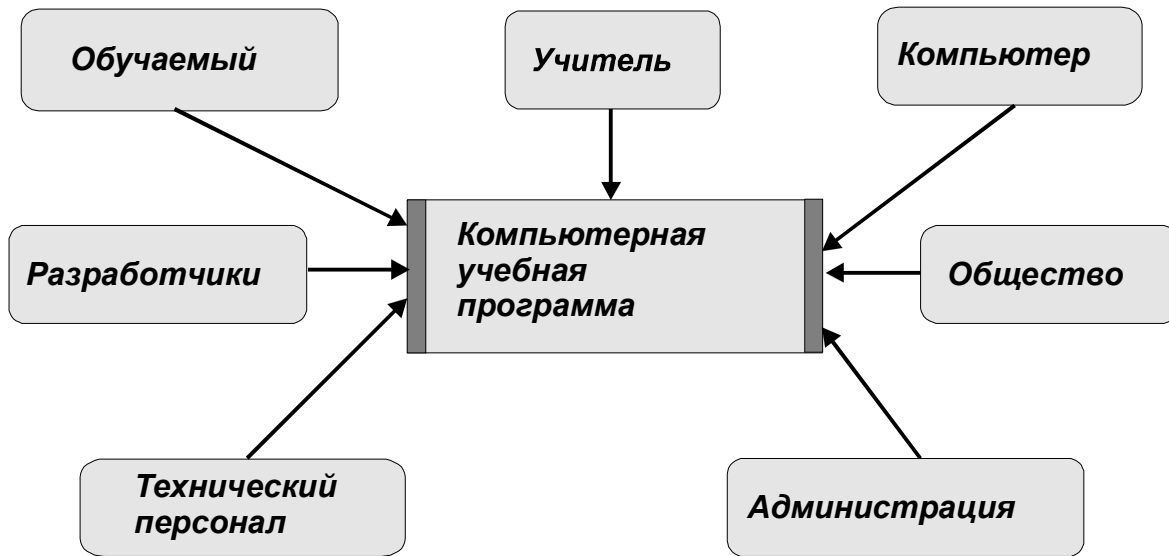 Обучаемый
Учитель
Компьютер
Компьютерная
учебная
программа
Разработчики
Общество
Технический
персонал
Администрация